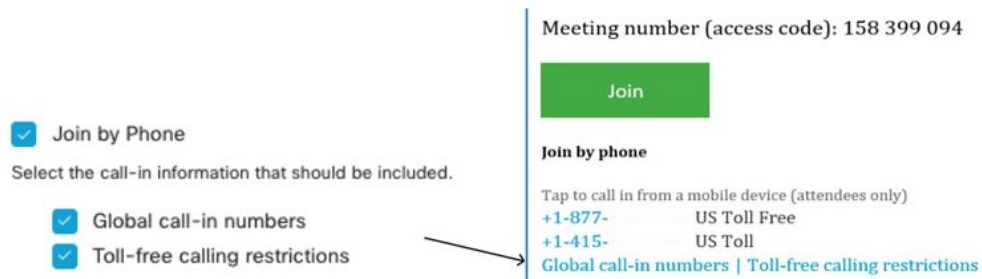 Join by Phone
Select the call-in information that should be included.
Global call-in numbers
Toll-free calling restrictions
Meeting number (access code): 158 399 094
Join
Join by phone
Tap to call in from a mobile device (attendees only)
+1-877- US Toll Free
+1-415- US Toll
Global call-in numbers | Toll-free calling restrictions